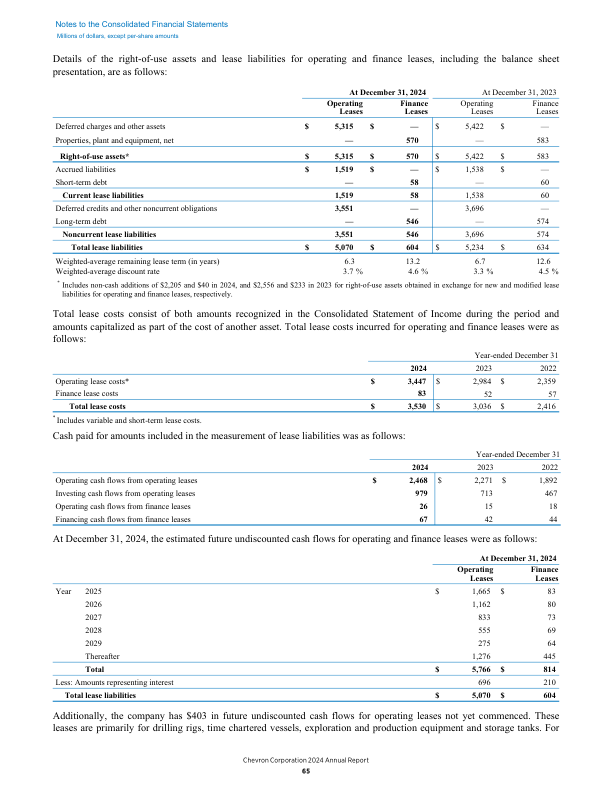 Notes to the Consolidated Financial Statements
Millions of dollars, except per-share amounts
Details of the right-of-use assets and lease liabilities for operating and finance leases, including the balance sheet
presentation, are as follows:
At December 31, 2024 At December 31, 2023
Operating Leases Finance Leases Operating Leases Finance Leases
Deferred charges and other assets $ 5,315 $ — $ 5,422 $ —
Properties, plant and equipment, net — 570 — 583
Right-of-use assets* $ 5,315 $ 570 $ 5,422 $ 583
Accrued liabilities $ 1,519 $ — $ 1,538 $ —
Short-term debt — 58 — 60
Current lease liabilities 1,519 58 1,538 60
Deferred credits and other noncurrent obligations 3,551 — 3,696 —
Long-term debt — 546 — 574
Noncurrent lease liabilities 3,551 546 3,696 574
Total lease liabilities $ 5,070 $ 604 $ 5,234 $ 634
Weighted-average remaining lease term (in years) 6.3 13.2 6.7 12.6
Weighted-average discount rate 3.7 % 4.6 % 3.3 % 4.5 %
* Includes non-cash additions of $2,205 and $40 in 2024, and $2,556 and $233 in 2023 for right-of-use assets obtained in exchange for new and modified lease
liabilities for operating and finance leases, respectively.
Total lease costs consist of both amounts recognized in the Consolidated Statement of Income during the period and
amounts capitalized as part of the cost of another asset. Total lease costs incurred for operating and finance leases were as
follows:
Year-ended December 31
2024 2023 2022
Operating lease costs* $ 3,447 $ 2,984 $ 2,359
Finance lease costs 83 52 57
Total lease costs $ 3,530 $ 3,036 $ 2,416
* Includes variable and short-term lease costs.
Cash paid for amounts included in the measurement of lease liabilities was as follows:
Year-ended December 31
2024 2023 2022
Operating cash flows from operating leases $ 2,468 $ 2,271 $ 1,892
Investing cash flows from operating leases 979 713 467
Operating cash flows from finance leases 26 15 18
Financing cash flows from finance leases 67 42 44
At December 31, 2024, the estimated future undiscounted cash flows for operating and finance leases were as follows:
At December 31, 2024
Operating Leases Finance Leases
Year 2025 $ 1,665 $ 83
2026 1,162 80
2027 833 73
2028 555 69
2029 275 64
Thereafter 1,276 445
Total $ 5,766 $ 814
Less: Amounts representing interest 696 210
Total lease liabilities $ 5,070 $ 604
Additionally, the company has $403 in future undiscounted cash flows for operating leases not yet commenced. These
leases are primarily for drilling rigs, time chartered vessels, exploration and production equipment and storage tanks. For
Chevron Corporation 2024 Annual Report
65